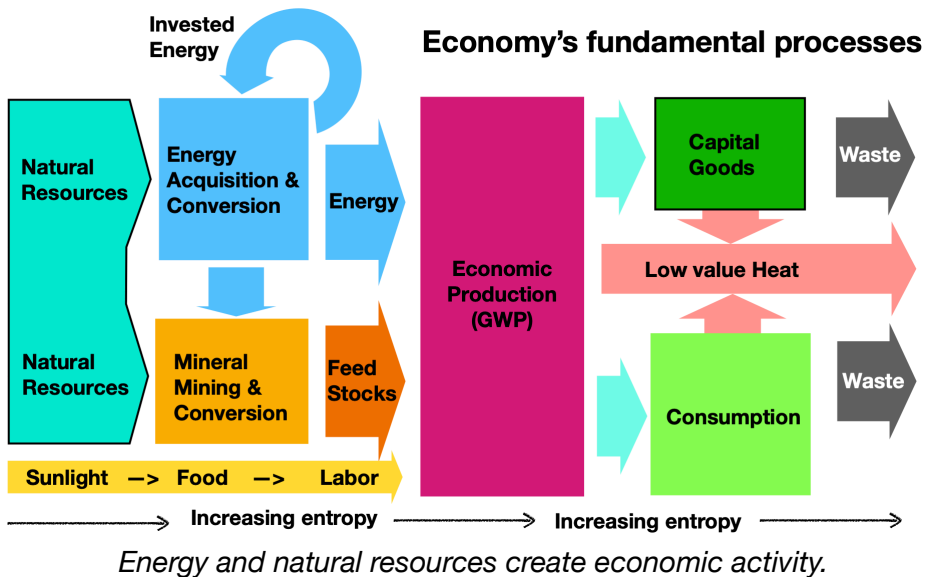 Invested
Energy
Economy's fundamental processes
Natural
Resources
Energy
Acquisition &
Conversion
Energy
Economic
Production
(GWP)
Capital
Goods
Waste
Low value Heat
Natural
Resources
Mineral
Mining &
Conversion
Feed
Stocks
Consumption
Waste
Sunlight —> Food —> Labor
Increasing entropy
Increasing entropy
Energy and natural resources create economic activity.